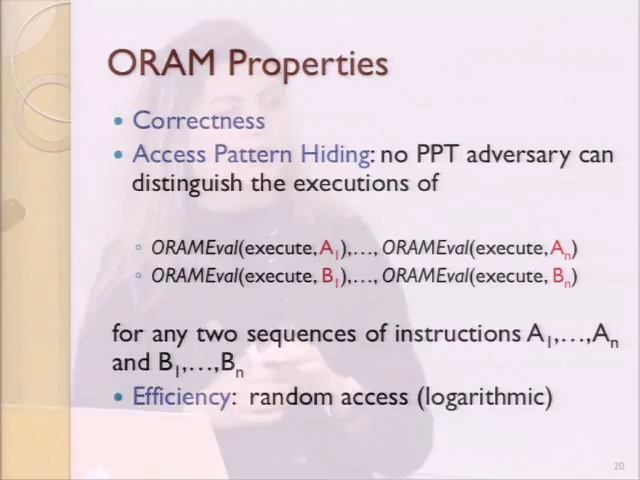 ORAM Properties
• Correctness
• Access Pattern Hiding: no PPT adversary can
distinguish the executions of
◦ ORAMEval(execute, A1),…, ORAMEval(execute, An)
◦ ORAMEval(execute, B1),…, ORAMEval(execute, Bn)
for any two sequences of instructions A1,…,An
and B1,…,Bn
• Efficiency: random access (logarithmic)
20